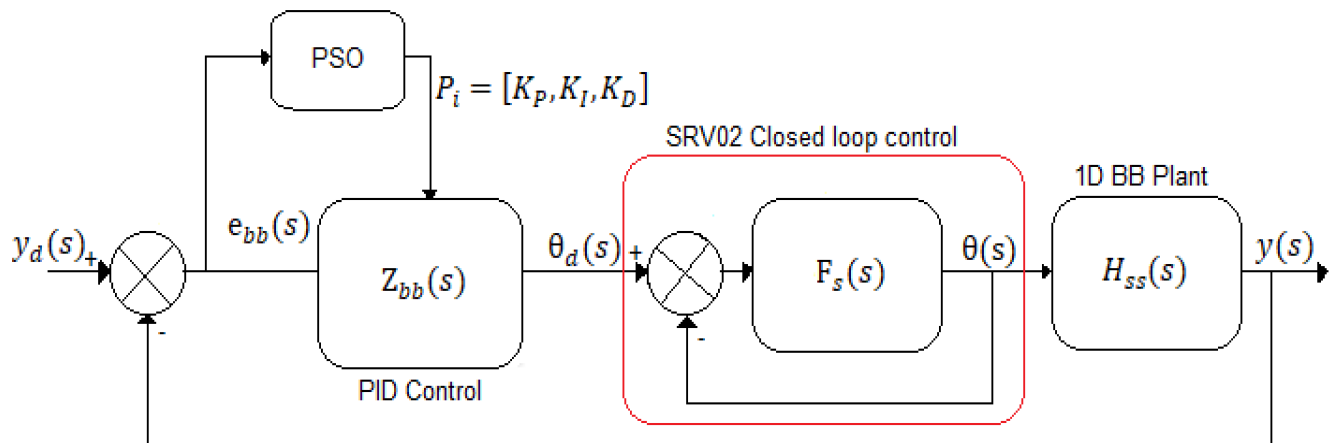 PSO
P_i = [K_P, K_I, K_D]
SRV02 Closed loop control
1D BB Plant
y_d(s)
+
e_bb(s)
Z_bb(s)
θ_d(s)
+
F_s(s)
θ(s)
H_ss(s)
y(s)
-
-
PID Control